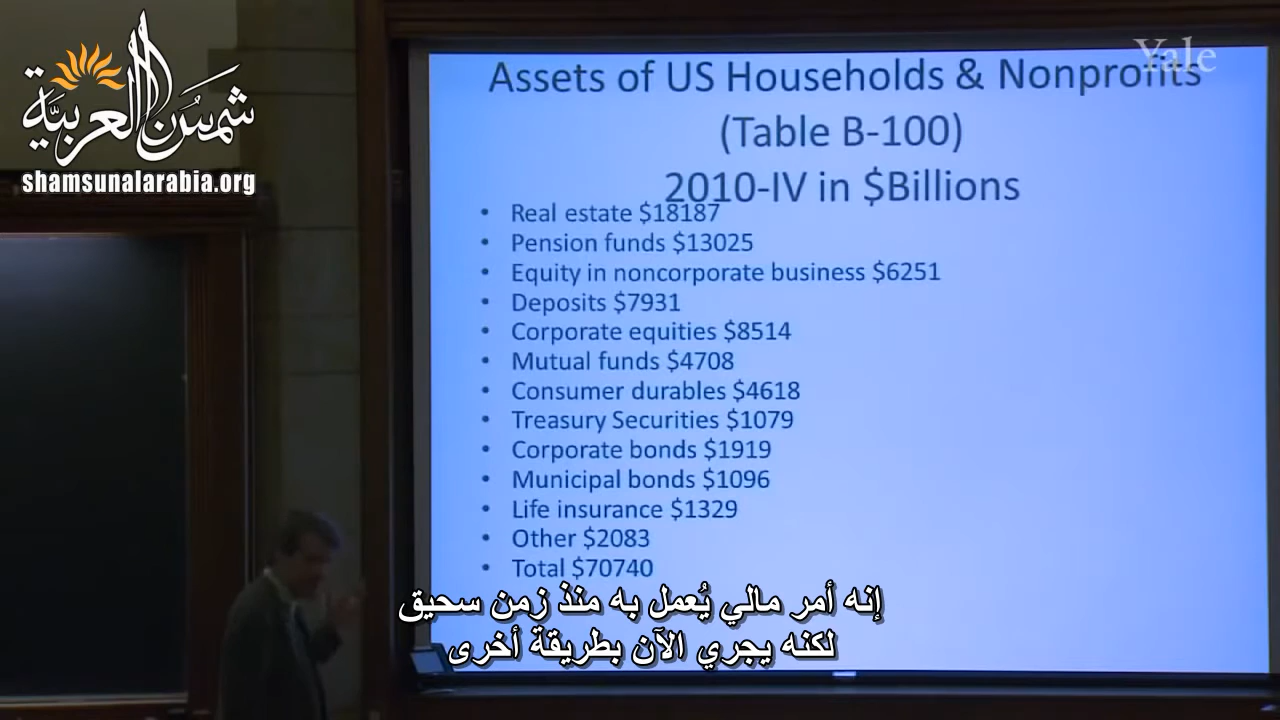 شمسُ العربيّة
shamsunalarabia.org
Yale
Assets of US Households & Nonprofits
(Table B-100)
2010-IV in $Billions
• Real estate $18187
• Pension funds $13025
• Equity in noncorporate business $6251
• Deposits $7931
• Corporate equities $8514
• Mutual funds $4708
• Consumer durables $4618
• Treasury Securities $1079
• Corporate bonds $1919
• Municipal bonds $1096
• Life insurance $1329
• Other $2083
• Total $70740
إنه أمر مالي يُعمل به منذ زمن سحيق
لكنه يجري الآن بطريقة أخرى